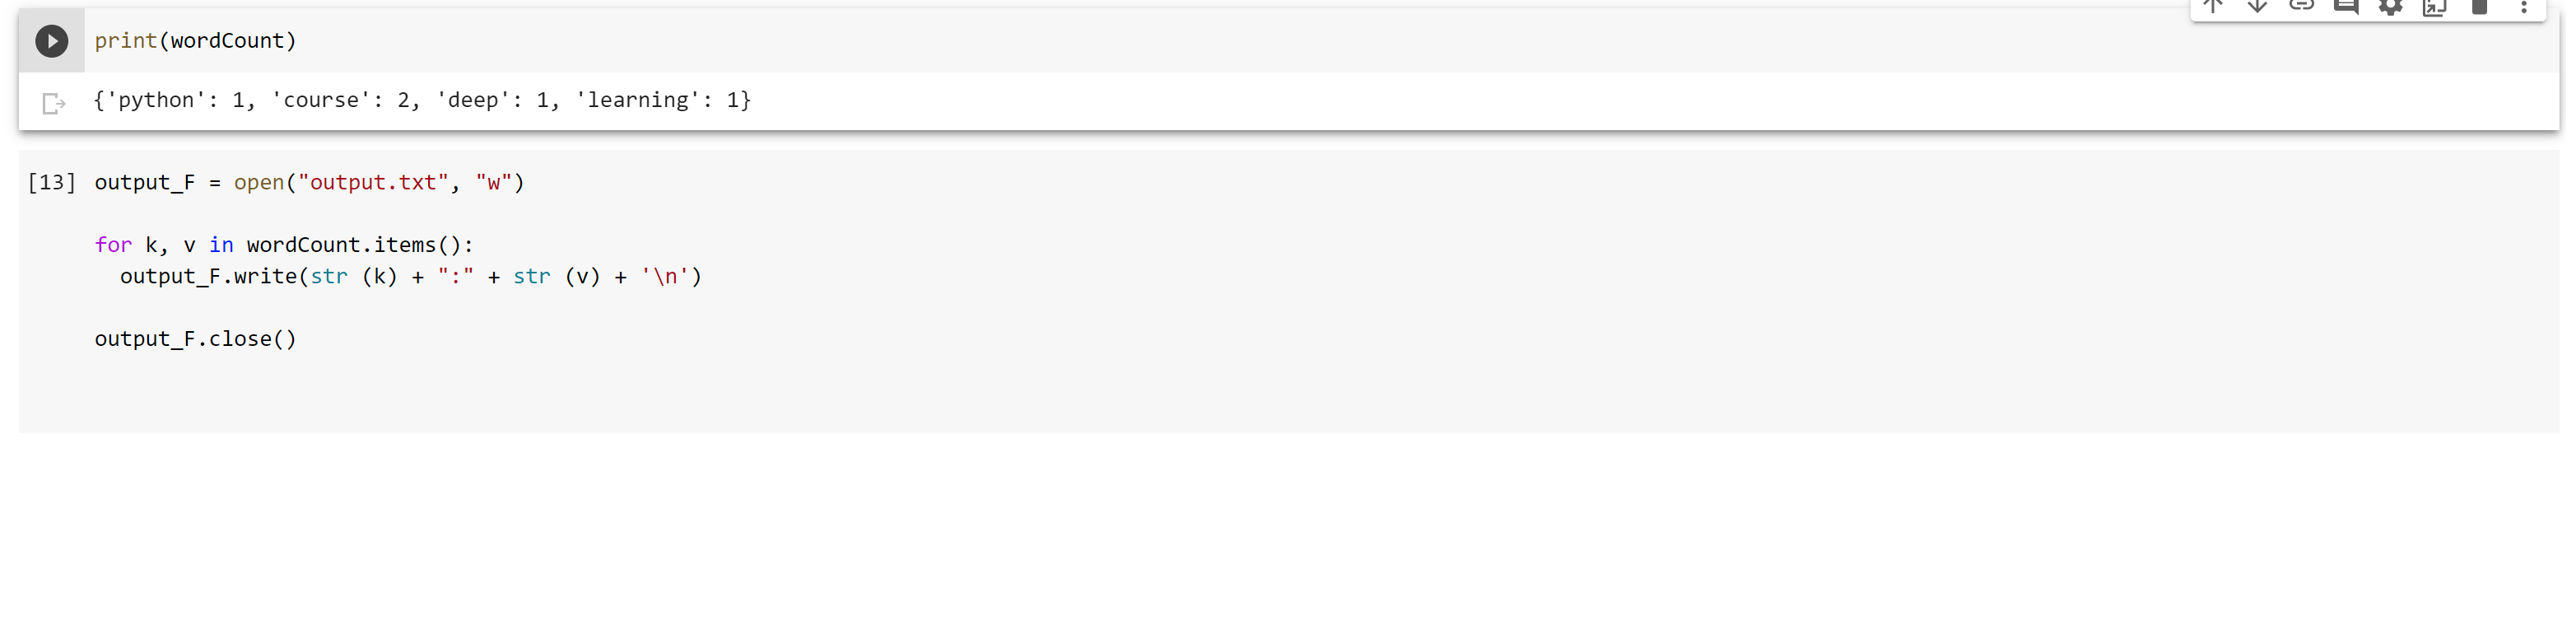 print(wordCount)
{'python': 1, 'course': 2, 'deep': 1, 'learning': 1}
[13] output_F = open("output.txt", "w")
for k, v in wordCount.items():
output_F.write(str (k) + ":" + str (v) + '\n')
output_F.close()